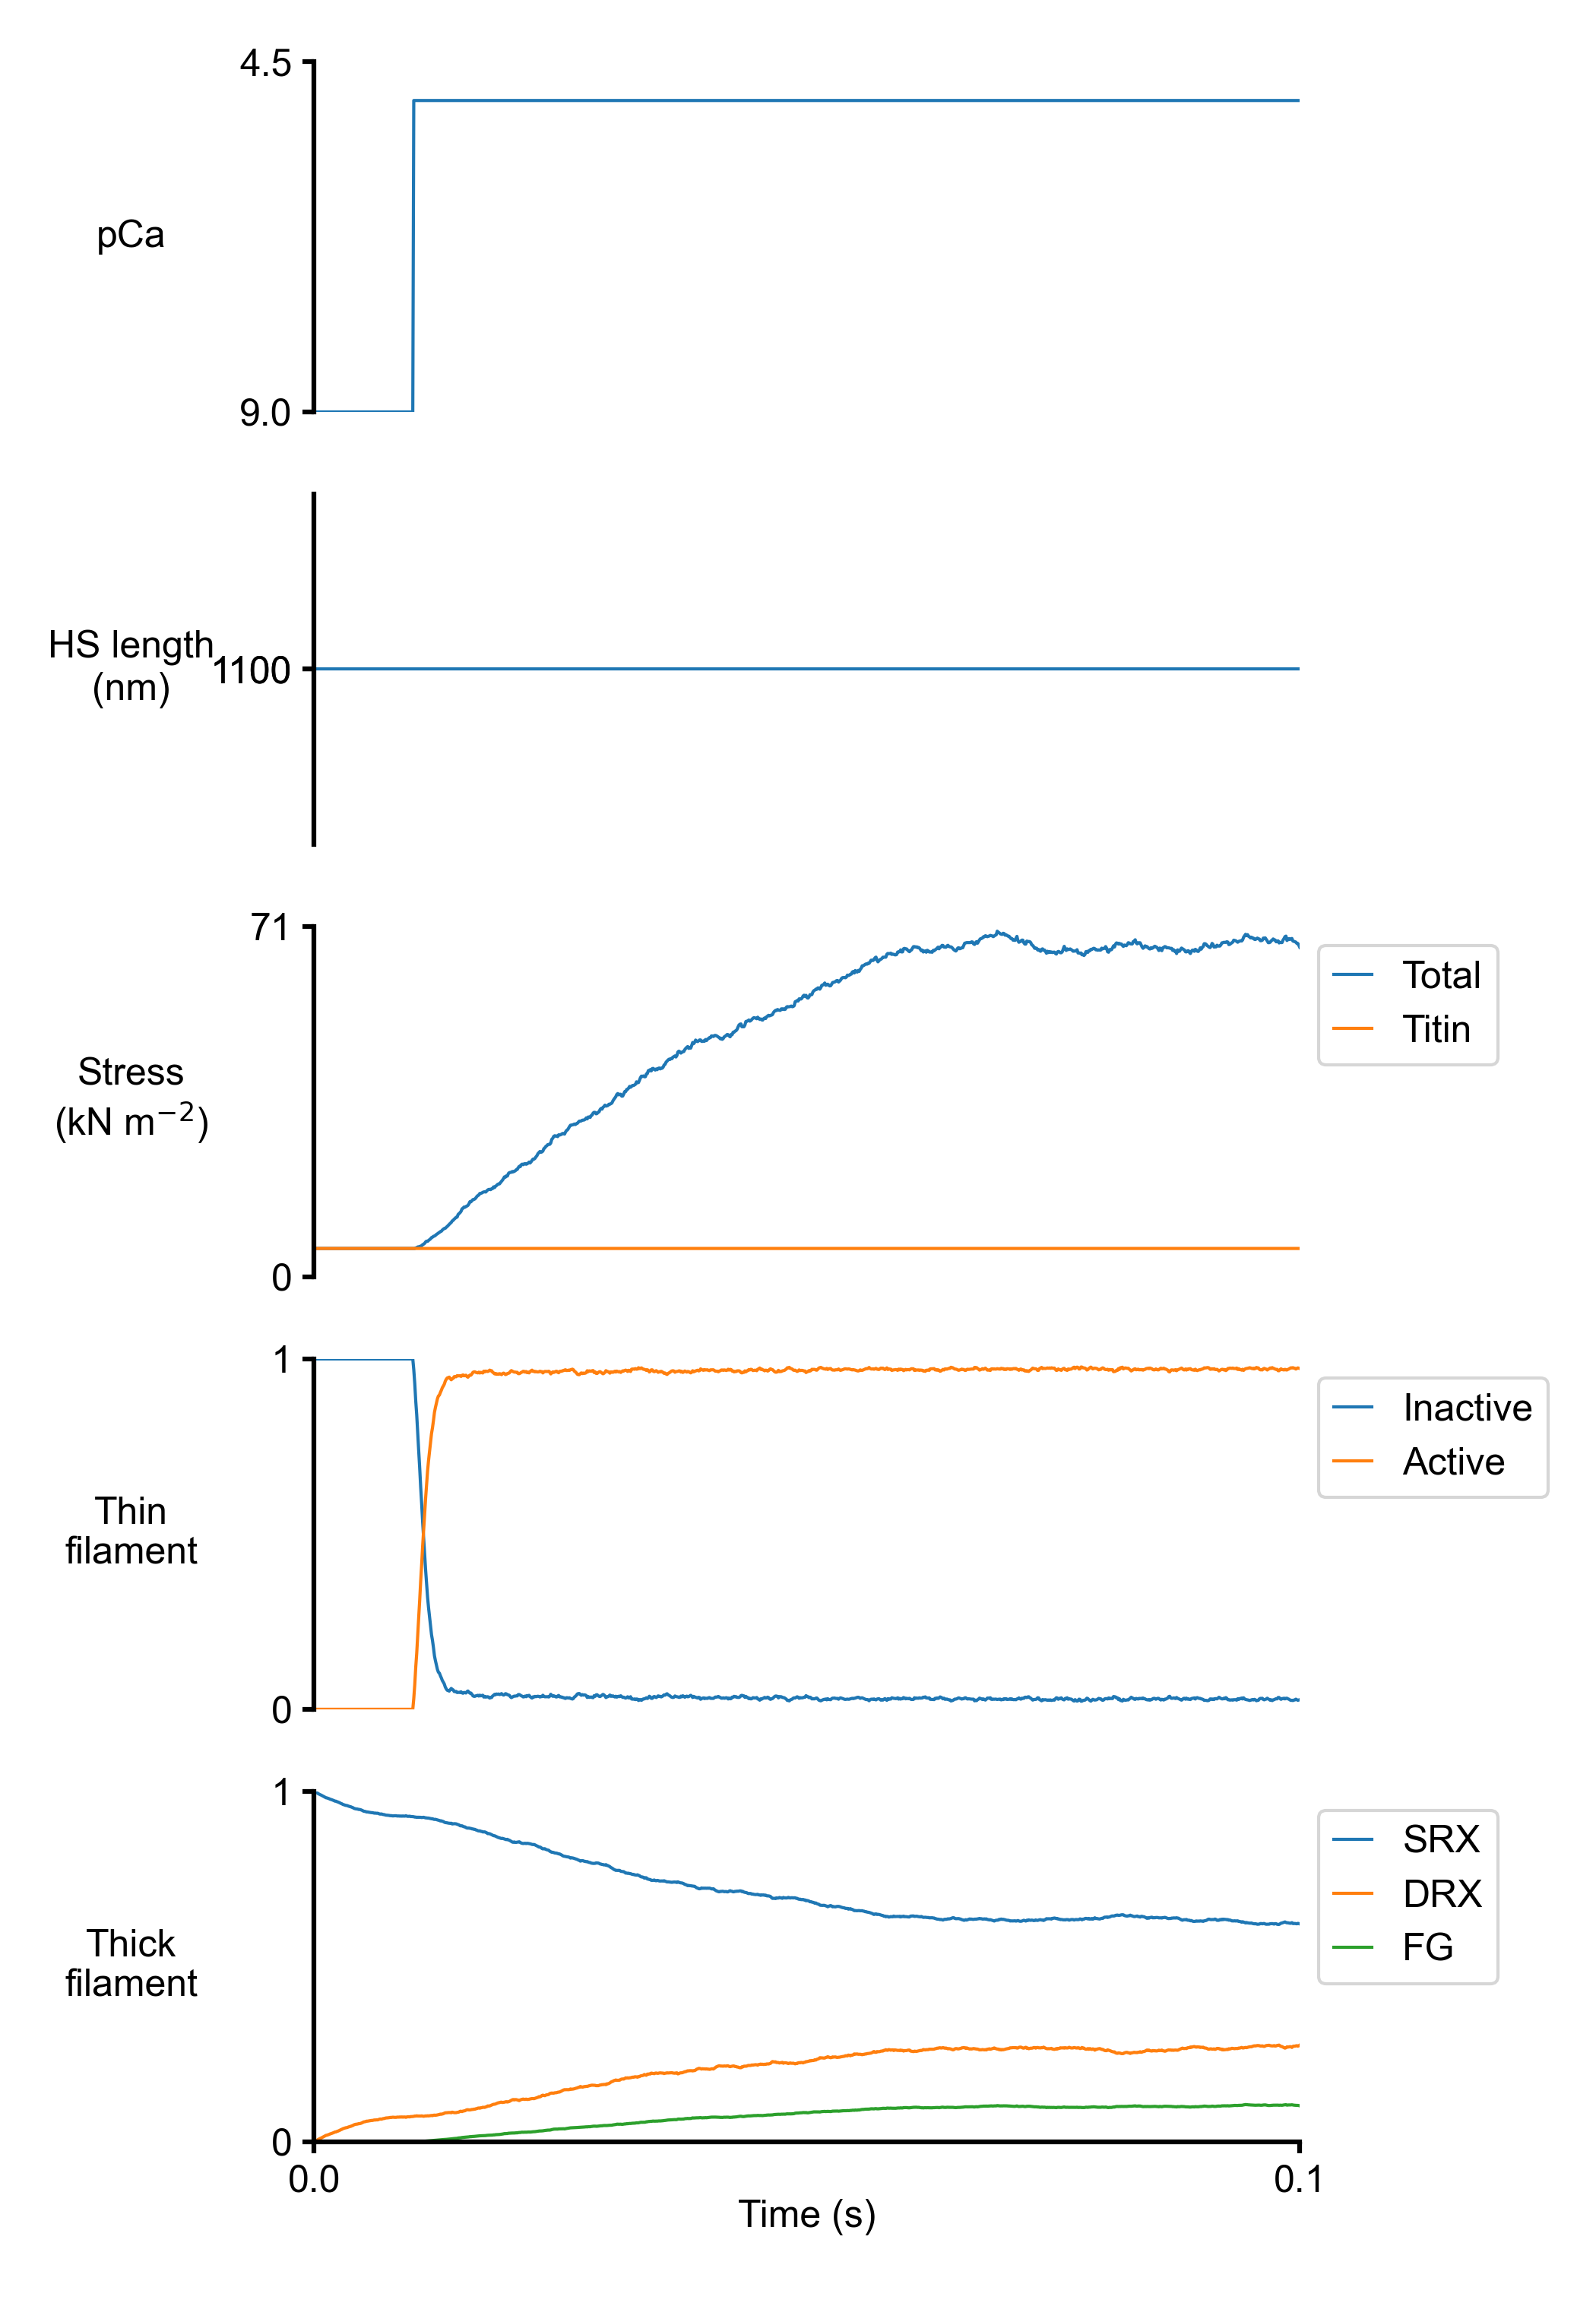 4.5
pCa
9.0
HS length
(nm)
1100
71
Stress
(kN m⁻²)
0
Total
Titin
1
Thin
filament
0
Inactive
Active
1
Thick
filament
0
SRX
DRX
FG
0.0
0.1
Time (s)